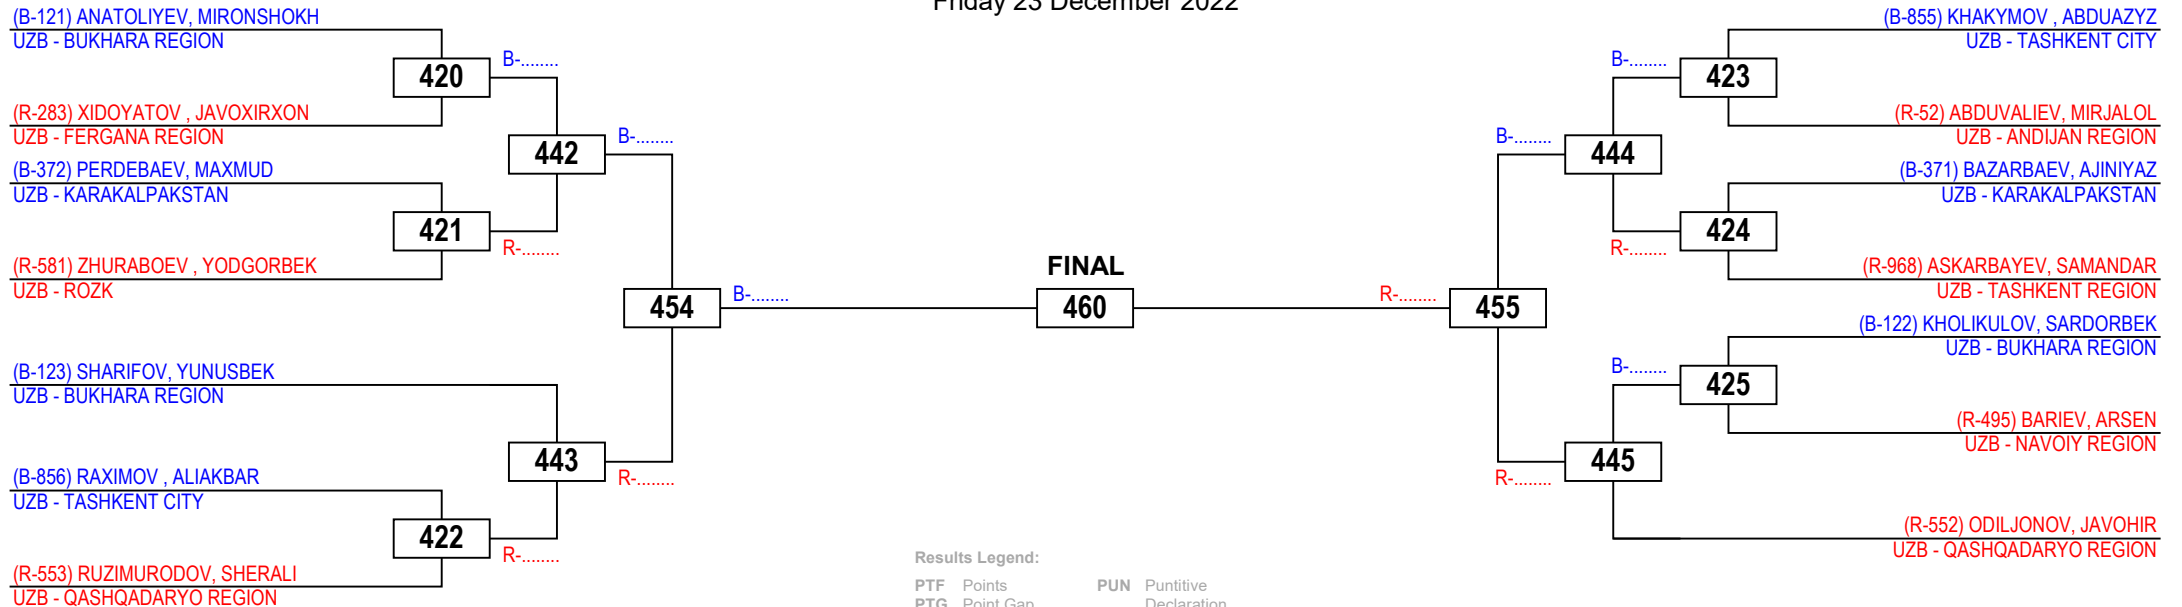 Friday 23 December 2022
(B-121) ANATOLIYEV, MIRONSHOKH
UZB - BUKHARA REGION
420
B-........
(R-283) XIDOYATOV , JAVOXIRXON
UZB - FERGANA REGION
442
B-........
(B-372) PERDEBAEV, MAXMUD
UZB - KARAKALPAKSTAN
421
R-........
(R-581) ZHURABOEV , YODGORBEK
UZB - ROZK
454
B-........
(B-123) SHARIFOV, YUNUSBEK
UZB - BUKHARA REGION
443
R-........
(B-856) RAXIMOV , ALIAKBAR
UZB - TASHKENT CITY
422
R-........
(R-553) RUZIMURODOV, SHERALI
UZB - QASHQADARYO REGION
FINAL
460
(B-855) KHAKYMOV , ABDUAZYZ
UZB - TASHKENT CITY
B-........
423
(R-52) ABDUVALIEV, MIRJALOL
UZB - ANDIJAN REGION
B-........
444
(B-371) BAZARBAEV, AJINIYAZ
UZB - KARAKALPAKSTAN
R-........
424
(R-968) ASKARBAYEV, SAMANDAR
UZB - TASHKENT REGION
R-........
455
(B-122) KHOLIKULOV, SARDORBEK
UZB - BUKHARA REGION
B-........
425
(R-495) BARIEV, ARSEN
UZB - NAVOIY REGION
R-........
445
(R-552) ODILJONOV, JAVOHIR
UZB - QASHQADARYO REGION
Results Legend:
PTF Points PUN Puntitive
PTG Point Gap Declaration